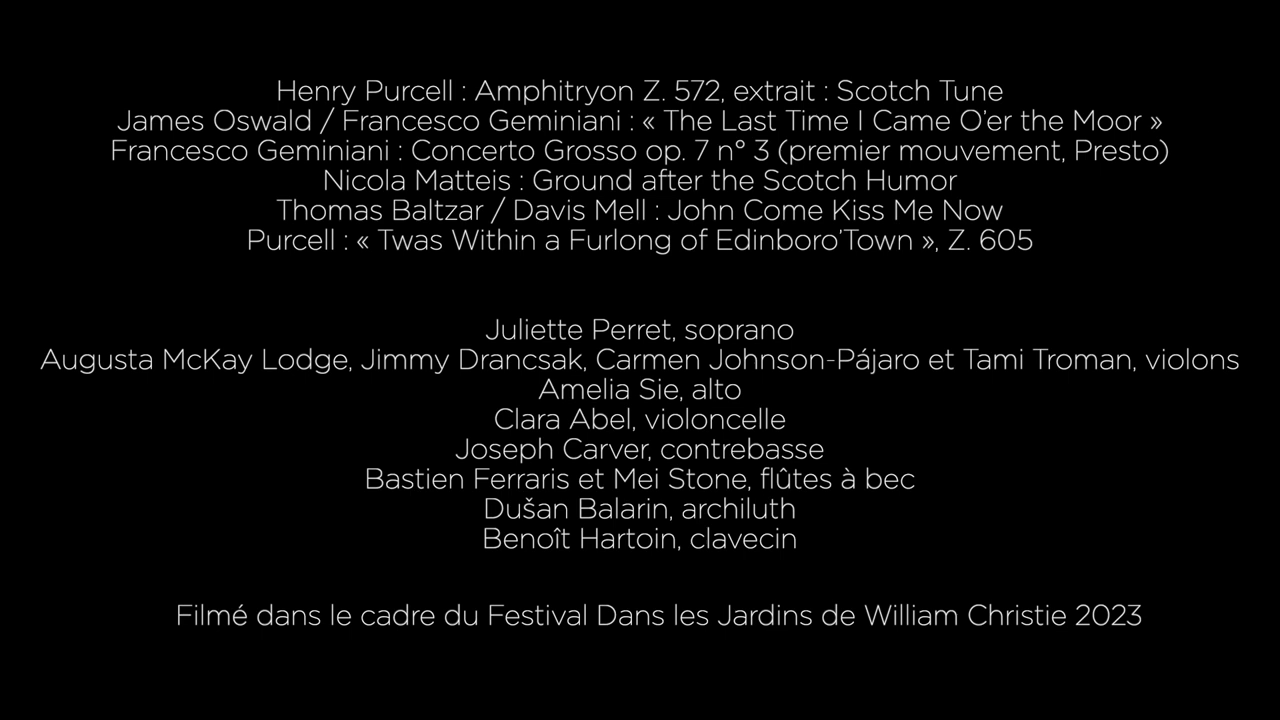 Henry Purcell : Amphitryon Z. 572, extrait : Scotch Tune
James Oswald / Francesco Geminiani : « The Last Time I Came O'er the Moor »
Francesco Geminiani : Concerto Grosso op. 7 n° 3 (premier mouvement, Presto)
Nicola Matteis : Ground after the Scotch Humor
Thomas Baltzar / Davis Mell : John Come Kiss Me Now
Purcell : « Twas Within a Furlong of Edinboro'Town », Z. 605
Juliette Perret, soprano
Augusta McKay Lodge, Jimmy Drancsak, Carmen Johnson-Pájaro et Tami Troman, violons
Amelia Sie, alto
Clara Abel, violoncelle
Joseph Carver, contrebasse
Bastien Ferraris et Mei Stone, flûtes à bec
Dušan Balarin, archiluth
Benoît Hartoin, clavecin
Filmé dans le cadre du Festival Dans les Jardins de William Christie 2023